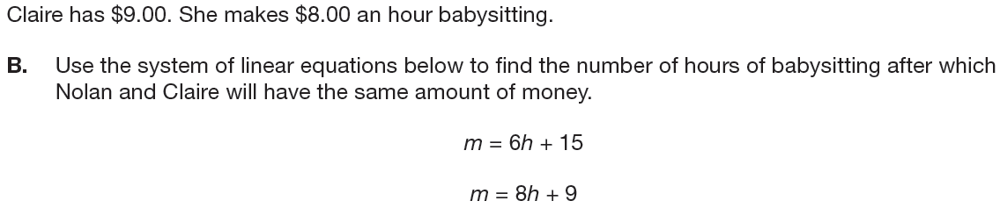 Claire has $9.00. She makes $8.00 an hour babysitting.
B. Use the system of linear equations below to find the number of hours of babysitting after which
Nolan and Claire will have the same amount of money.
m = 6h + 15
m = 8h + 9